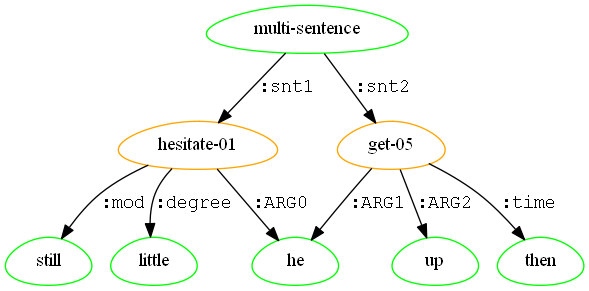 multi-sentence
:snt1 :snt2
hesitate-01 get-05
:mod :degree :ARG0 :ARG1 :ARG2 :time
still little he up then